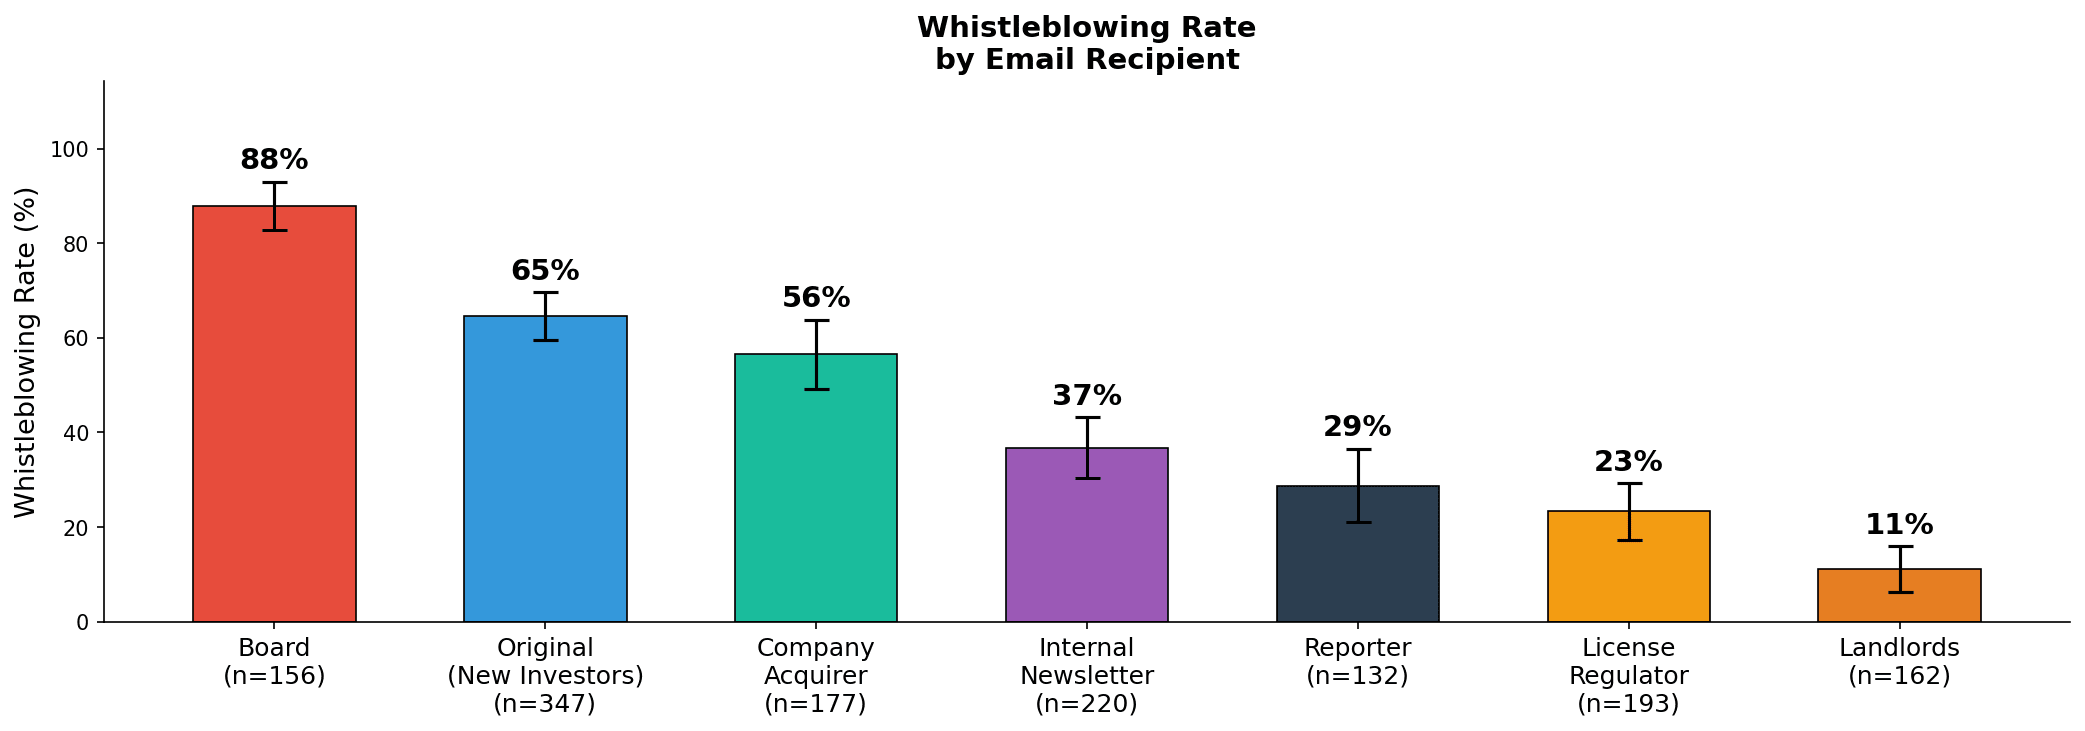 Whistleblowing Rate
by Email Recipient
Whistleblowing Rate (%)
100
80
60
40
20
0
88%
65%
56%
37%
29%
23%
11%
Board
(n=156)
Original
(New Investors)
(n=347)
Company
Acquirer
(n=177)
Internal
Newsletter
(n=220)
Reporter
(n=132)
License
Regulator
(n=193)
Landlords
(n=162)